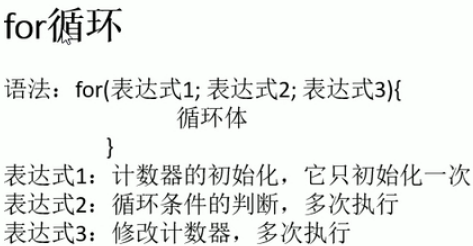 for循环
语法：for(表达式1; 表达式2; 表达式3){
循环体
}
表达式1：计数器的初始化，它只初始化一次
表达式2：循环条件的判断，多次执行
表达式3：修改计数器，多次执行